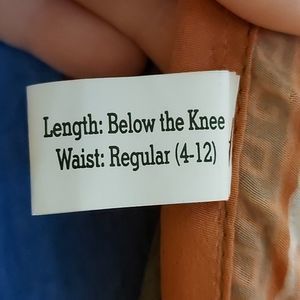 Length: Below the Knee
Waist: Regular (4-12)